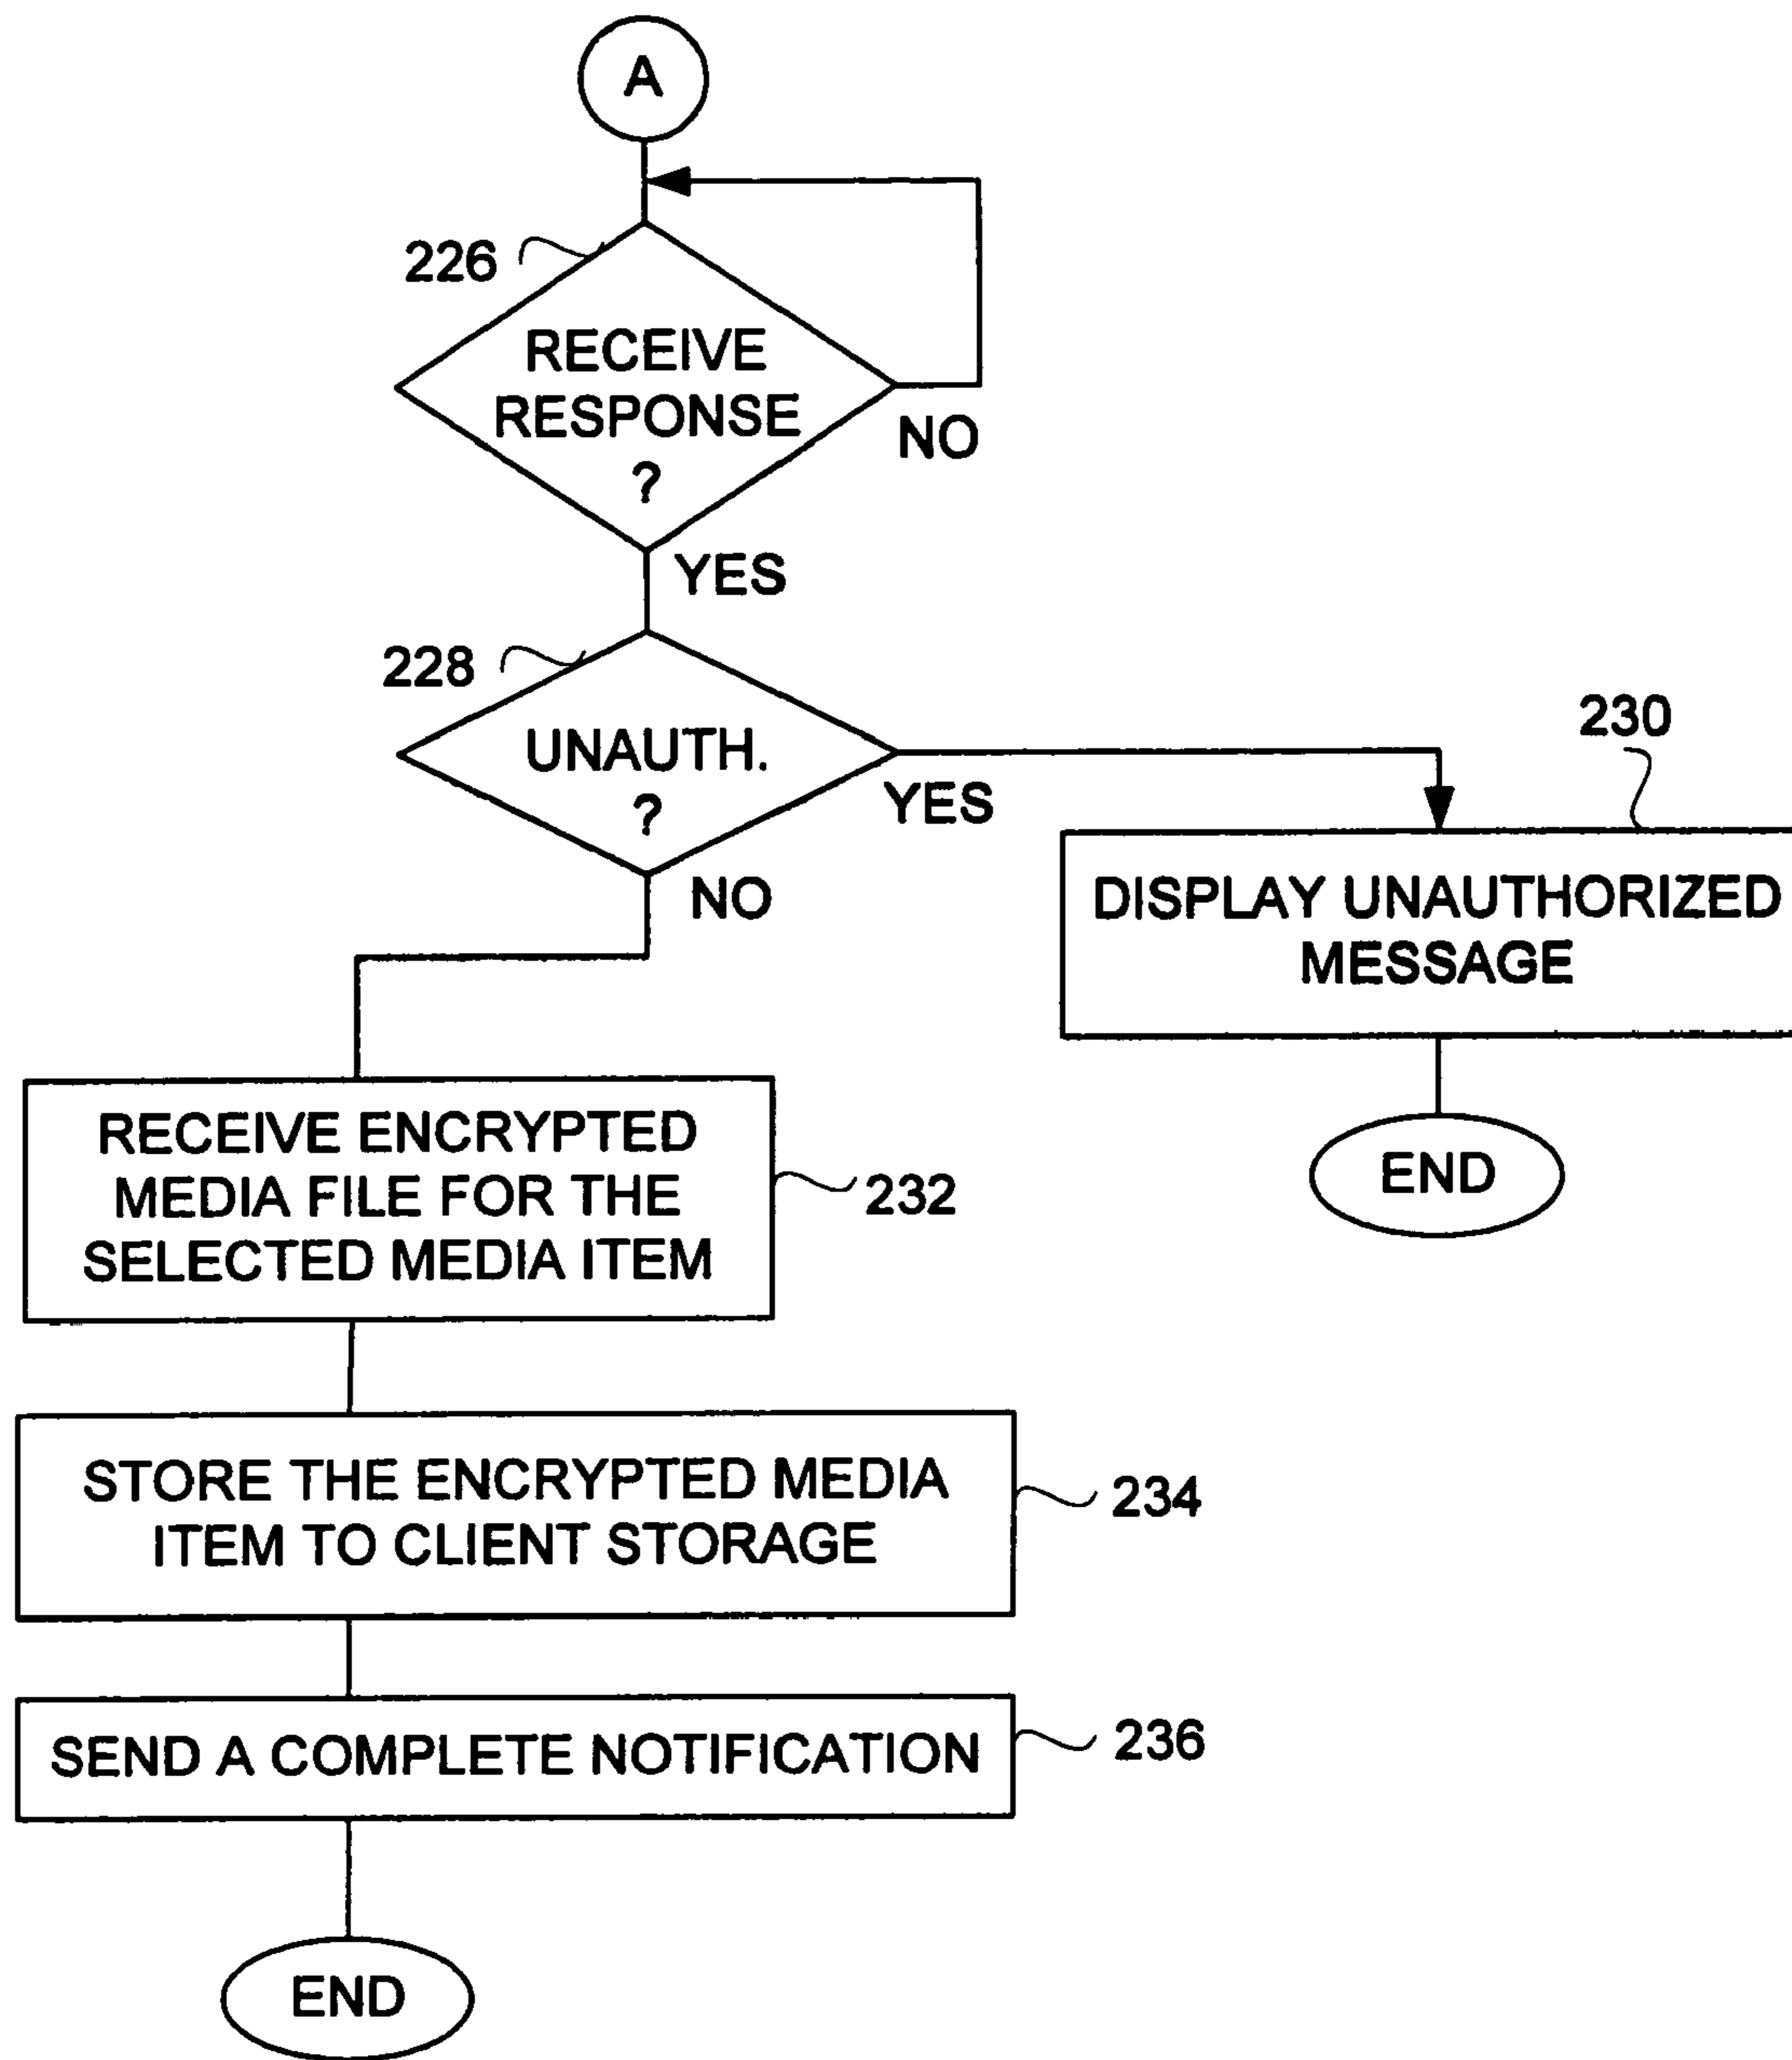 A
226
RECEIVE
RESPONSE
?
NO
YES
228
UNAUTH.
?
YES
NO
230
DISPLAY UNAUTHORIZED
MESSAGE
END
RECEIVE ENCRYPTED
MEDIA FILE FOR THE
SELECTED MEDIA ITEM
232
STORE THE ENCRYPTED MEDIA
ITEM TO CLIENT STORAGE
234
SEND A COMPLETE NOTIFICATION
236
END